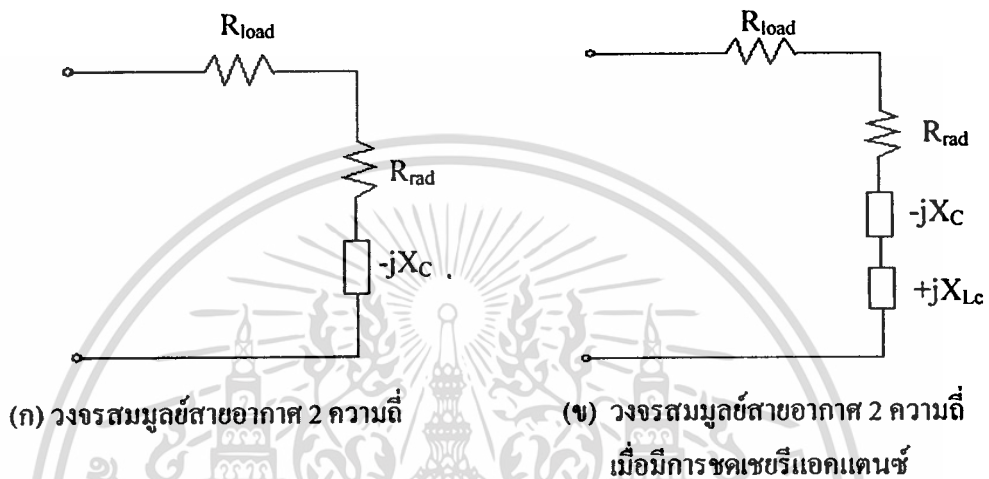 R_load
R_rad
-jX_C
(ก) วงจรสมมูลย์สายอากาศ 2 ความถี่
R_load
R_rad
-jX_C
+jX_Lc
(ข) วงจรสมมูลย์สายอากาศ 2 ความถี่
เมื่อมีการชดเชยรีแอคแตนซ์